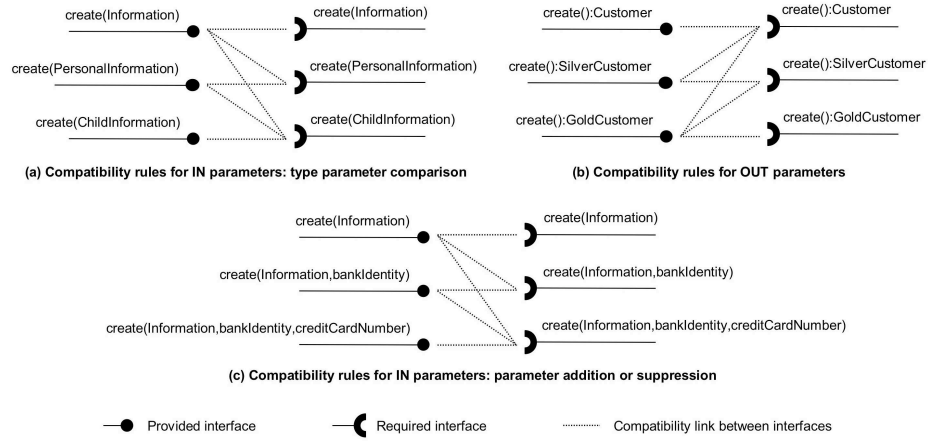 create(Information)
create(Information)
create(PersonalInformation)
create(PersonalInformation)
create(ChildInformation)
create(ChildInformation)
(a) Compatibility rules for IN parameters: type parameter comparison
create():Customer
create():Customer
create():SilverCustomer
create():SilverCustomer
create():GoldCustomer
create():GoldCustomer
(b) Compatibility rules for OUT parameters
create(Information)
create(Information)
create(Information,bankIdentity)
create(Information,bankIdentity)
create(Information,bankIdentity,creditCardNumber)
create(Information,bankIdentity,creditCardNumber)
(c) Compatibility rules for IN parameters: parameter addition or suppression
Provided interface
Required interface
Compatibility link between interfaces